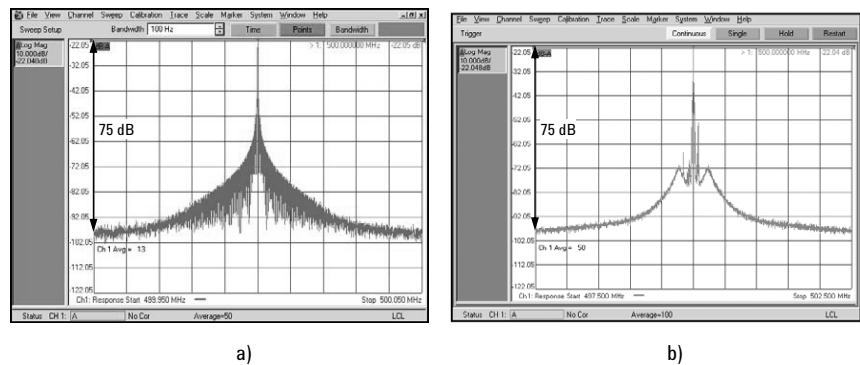 File View Channel Sweep Calibration Trace Scale Marker System Window Help
Sweep Setup Bandwidth 100 Hz Time Points Bandwidth
Log Mag
10.000dB/
-22.048dB
-22.05
> 1: 500.000000 MHz -22.05 dB
-32.05
-42.05
-52.05
75 dB
-62.05
-72.05
-82.05
-92.05
-102.05
Ch 1 Avg = 13
-112.05
-122.05
Ch1: Response Start 499.950 MHz Stop 500.050 MHz
Status CH 1: A No Cor Average=50 LCL
a)
File View Channel Sweep Calibration Trace Scale Marker System Window Help
Trigger Continuous Single Hold Restart
Log Mag
10.000dB/
-22.048dB
-22.05
> 1: 500.000000 MHz -22.04 dB
-32.05
-42.05
-52.05
75 dB
-62.05
-72.05
-82.05
-92.05
-102.05
Ch 1 Avg = 50
-112.05
-122.05
Ch1: Response Start 497.500 MHz Stop 502.500 MHz
Status CH 1: A No Cor Average=100 LCL
b)